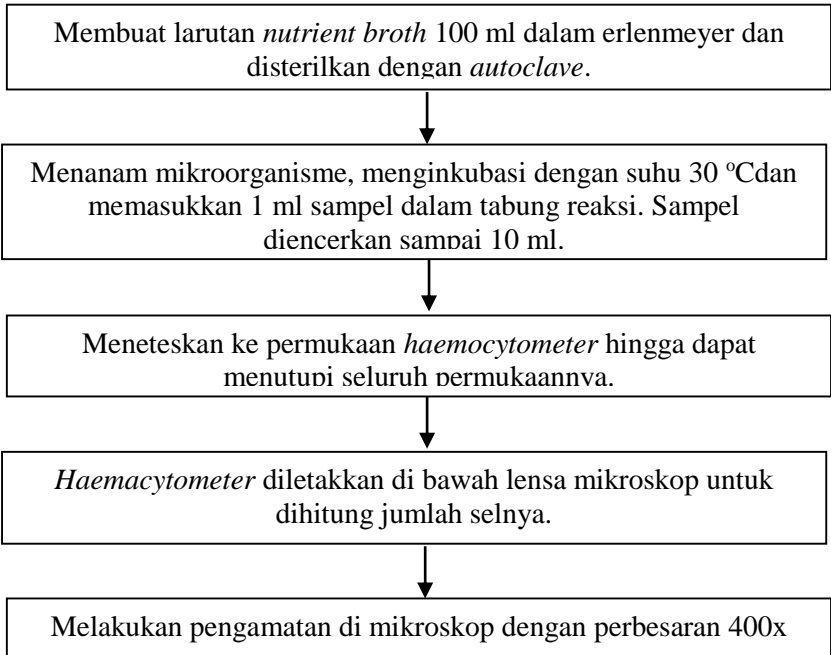 Membuat larutan nutrient broth 100 ml dalam erlenmeyer dan
disterilkan dengan autoclave.
Menanam mikroorganisme, menginkubasi dengan suhu 30 ºCdan
memasukkan 1 ml sampel dalam tabung reaksi. Sampel
diencerkan sampai 10 ml.
Meneteskan ke permukaan haemocytometer hingga dapat
menutupi seluruh permukaannya.
Haemacytometer diletakkan di bawah lensa mikroskop untuk
dihitung jumlah selnya.
Melakukan pengamatan di mikroskop dengan perbesaran 400x